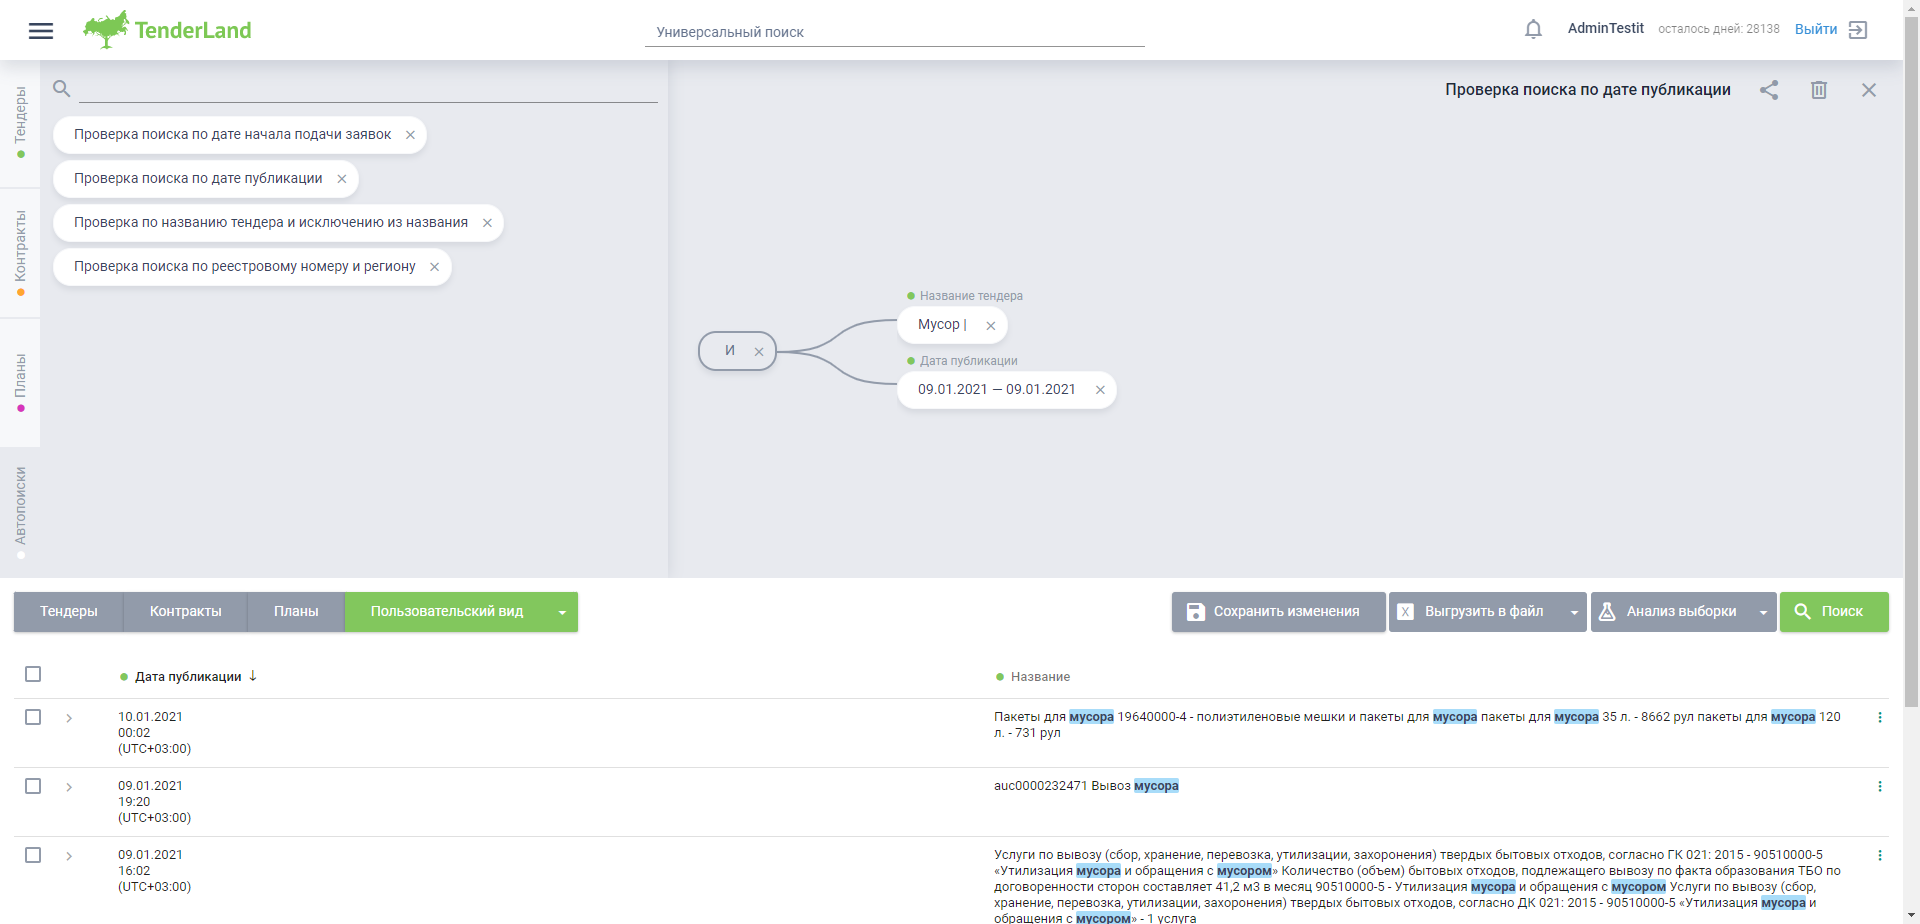 TenderLand
Универсальный поиск
AdminTestit
осталось дней: 28138
Выйти
Тендеры
Контракты
Планы
Автопоиски
Проверка поиска по дате начала подачи заявок
Проверка поиска по дате публикации
Проверка по названию тендера и исключению из названия
Проверка поиска по реестровому номеру и региону
Проверка поиска по дате публикации
И
Название тендера
Мусор |
Дата публикации
09.01.2021 — 09.01.2021
Тендеры
Контракты
Планы
Пользовательский вид
Сохранить изменения
X Выгрузить в файл
Анализ выборки
Поиск
Дата публикации ↓
Название
10.01.2021
00:02
(UTC+03:00)
Пакеты для мусора 19640000-4 - полиэтиленовые мешки и пакеты для мусора пакеты для мусора 35 л. - 8662 рул пакеты для мусора 120
л. - 731 рул
09.01.2021
19:20
(UTC+03:00)
auc0000232471 Вывоз мусора
09.01.2021
16:02
(UTC+03:00)
Услуги по вывозу (сбор, хранение, перевозка, утилизации, захоронения) твердых бытовых отходов, согласно ГК 021: 2015 - 90510000-5
«Утилизация мусора и обращения с мусором» Количество (объем) бытовых отходов, подлежащего вывозу по факта образования ТБО по
договоренности сторон составляет 41,2 м3 в месяц 90510000-5 - Утилизация мусора и обращения с мусором Услуги по вывозу (сбор,
хранение, перевозка, утилизации, захоронения) твердых бытовых отходов, согласно ДК 021: 2015 - 90510000-5 «Утилизация мусора и
обращения с мусором» - 1 услуга